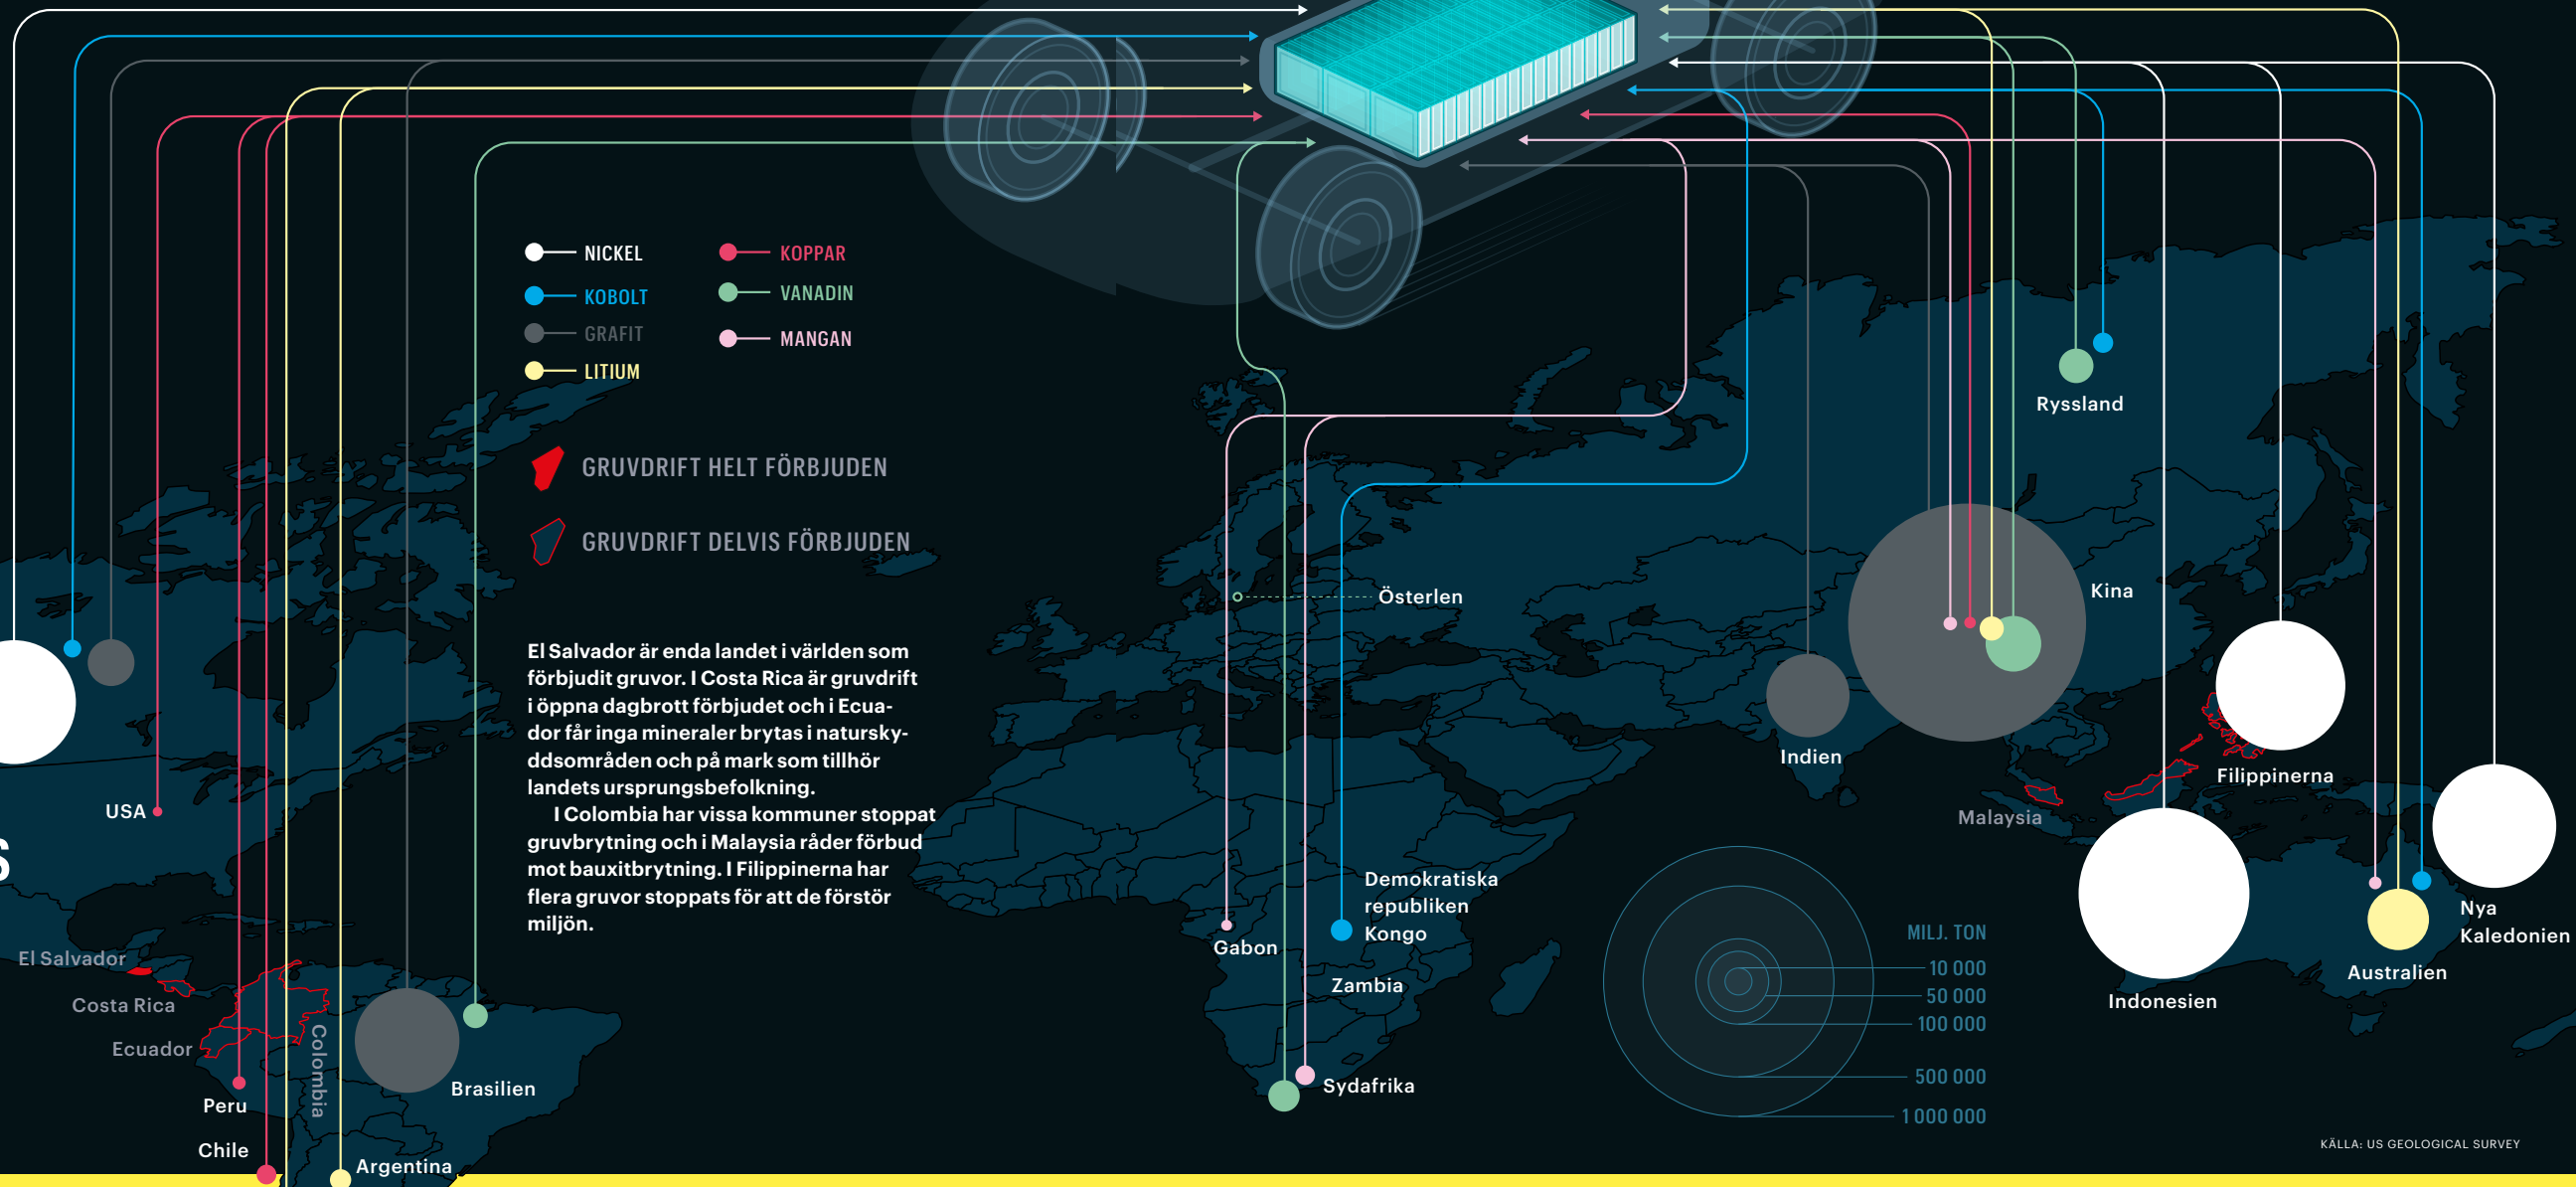 NICKEL
KOBOLT
GRAFIT
LITIUM
KOPPAR
VANADIN
MANGAN
GRUVDRIFT HELT FÖRBJUDEN
GRUVDRIFT DELVIS FÖRBJUDEN
El Salvador är enda landet i världen som
förbjudit gruvor. I Costa Rica är gruvdrift
i öppna dagbrott förbjudet och i Ecua-
dor får inga mineraler brytas i natursky-
ddsområden och på mark som tillhör
landets ursprungsbefolkning.
I Colombia har vissa kommuner stoppat
gruvbrytning och i Malaysia råder förbud
mot bauxitbrytning. I Filippinerna har
flera gruvor stoppats för att de förstör
miljön.
USA
S
El Salvador
Costa Rica
Ecuador
Colombia
Peru
Chile
Argentina
Brasilien
Österlen
Gabon
Demokratiska
republiken
Kongo
Zambia
Sydafrika
Ryssland
Kina
Indien
Malaysia
Filippinerna
Indonesien
Australien
Nya
Kaledonien
MILJ. TON
10 000
50 000
100 000
500 000
1 000 000
KÄLLA: US GEOLOGICAL SURVEY